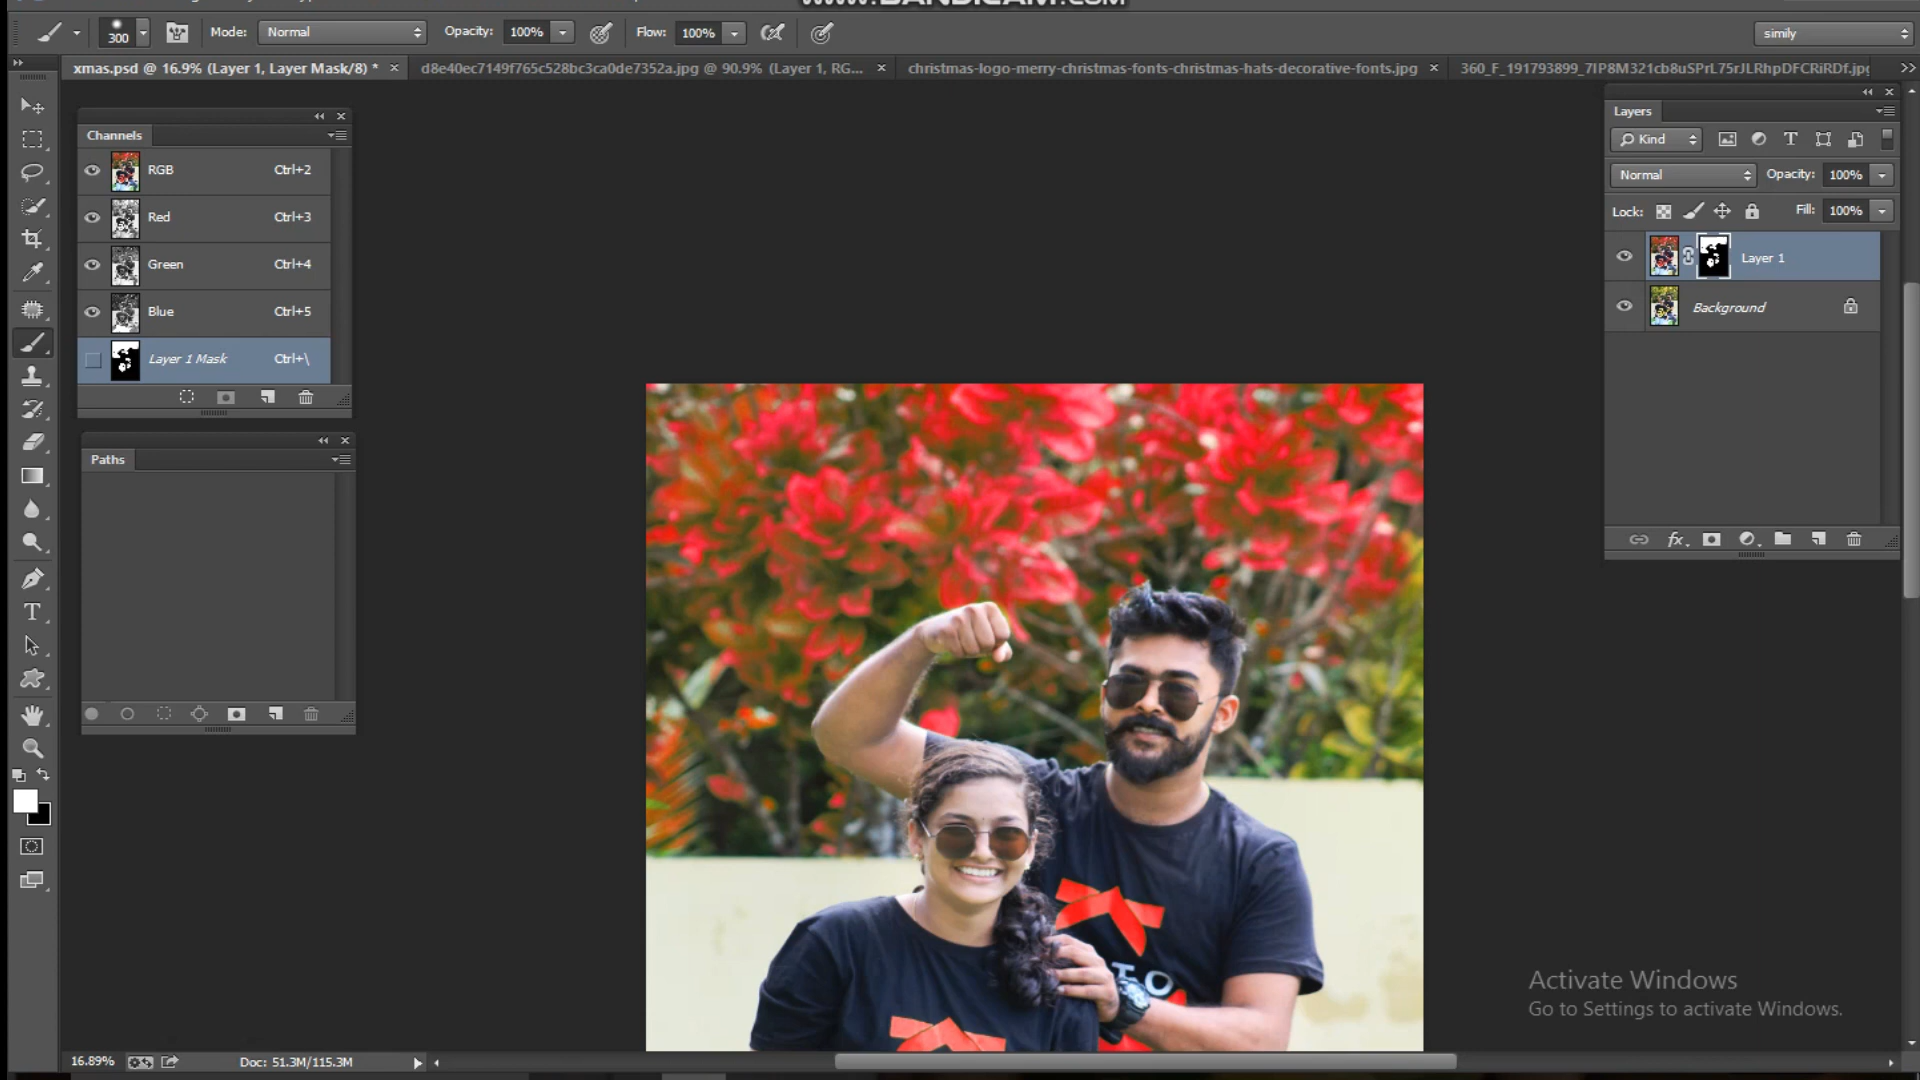 www.BANDICAM.com
300
Mode: Normal
Opacity: 100%
Flow: 100%
simily
xmas.psd @ 16.9% (Layer 1, Layer Mask/8) *
d8e40ec7149f765c528bc3ca0de7352a.jpg @ 90.9% (Layer 1, RG...
christmas-logo-merry-christmas-fonts-christmas-hats-decorative-fonts.jpg
Channels
RGB Ctrl+2
Red Ctrl+3
Green Ctrl+4
Blue Ctrl+5
Layer 1 Mask Ctrl+\
Paths
Layers
Kind
Normal
Opacity: 100%
Lock:
Fill: 100%
Layer 1
Background
Activate Windows
Go to Settings to activate Windows.
16.89%
Doc: 51.3M/115.3M